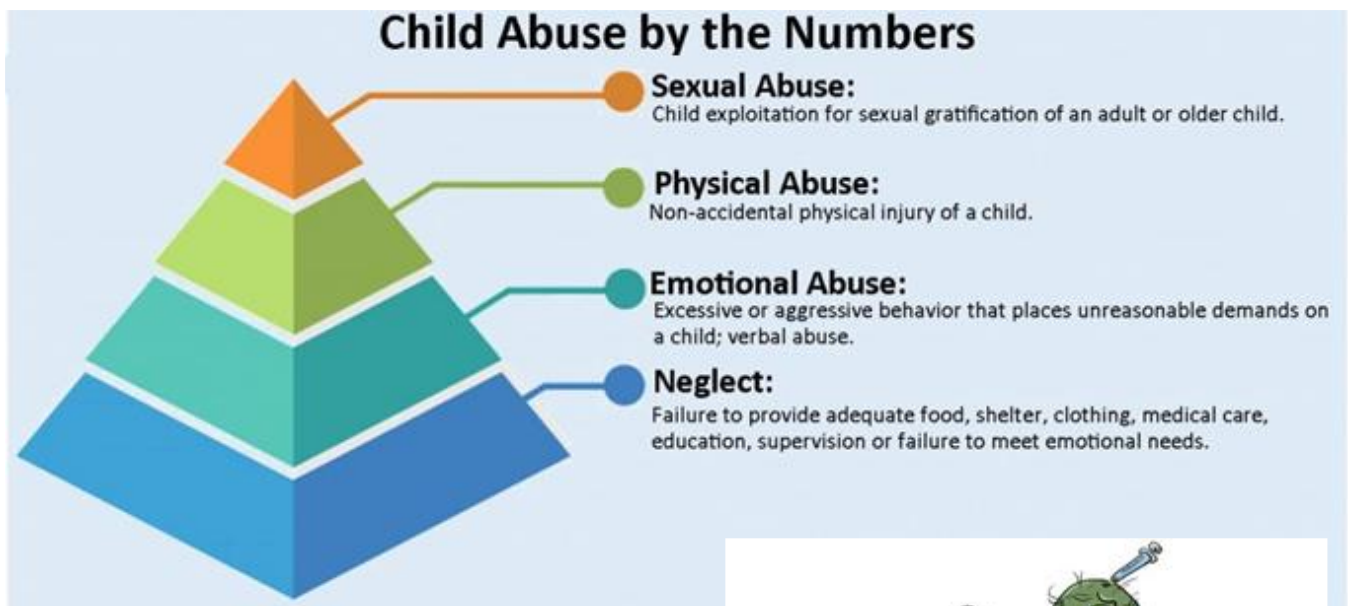 Child Abuse by the Numbers
Sexual Abuse:
Child exploitation for sexual gratification of an adult or older child.
Physical Abuse:
Non-accidental physical injury of a child.
Emotional Abuse:
Excessive or aggressive behavior that places unreasonable demands on
a child; verbal abuse.
Neglect:
Failure to provide adequate food, shelter, clothing, medical care,
education, supervision or failure to meet emotional needs.